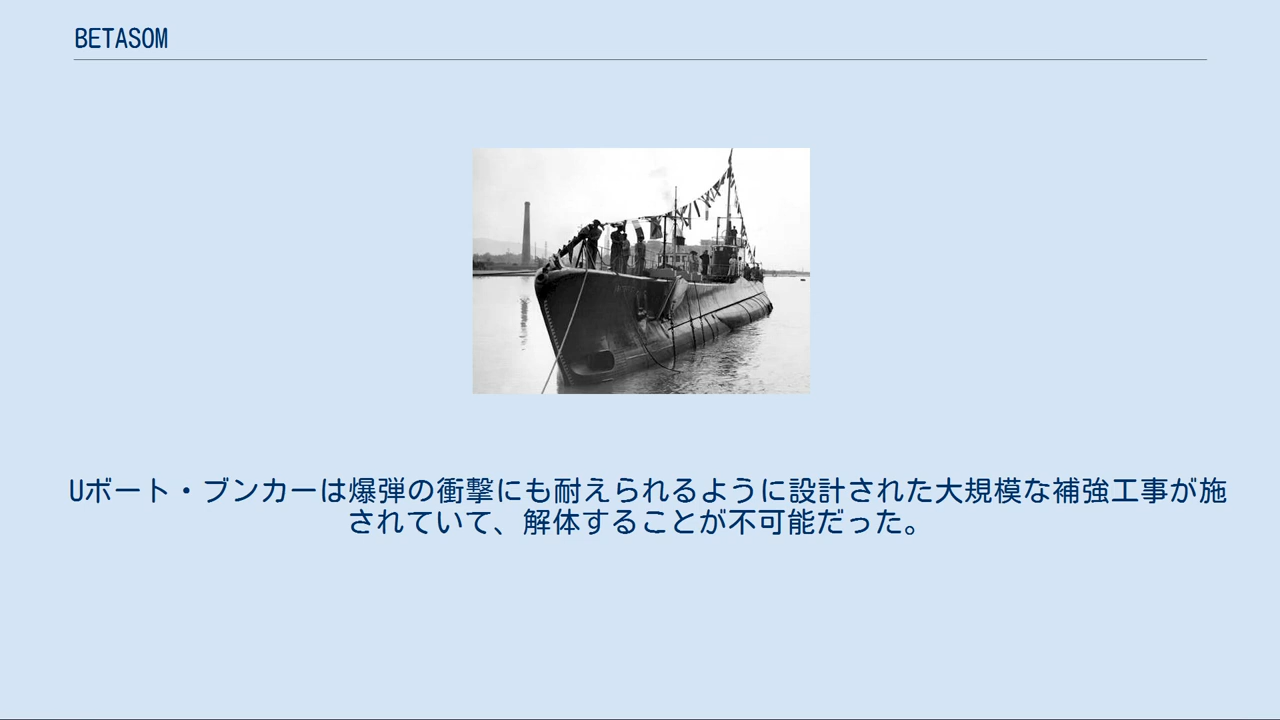 BETASOM
Uボート・ブンカーは爆弾の衝撃にも耐えられるように設計された大規模な補強工事が施
されていて、解体することが不可能だった。